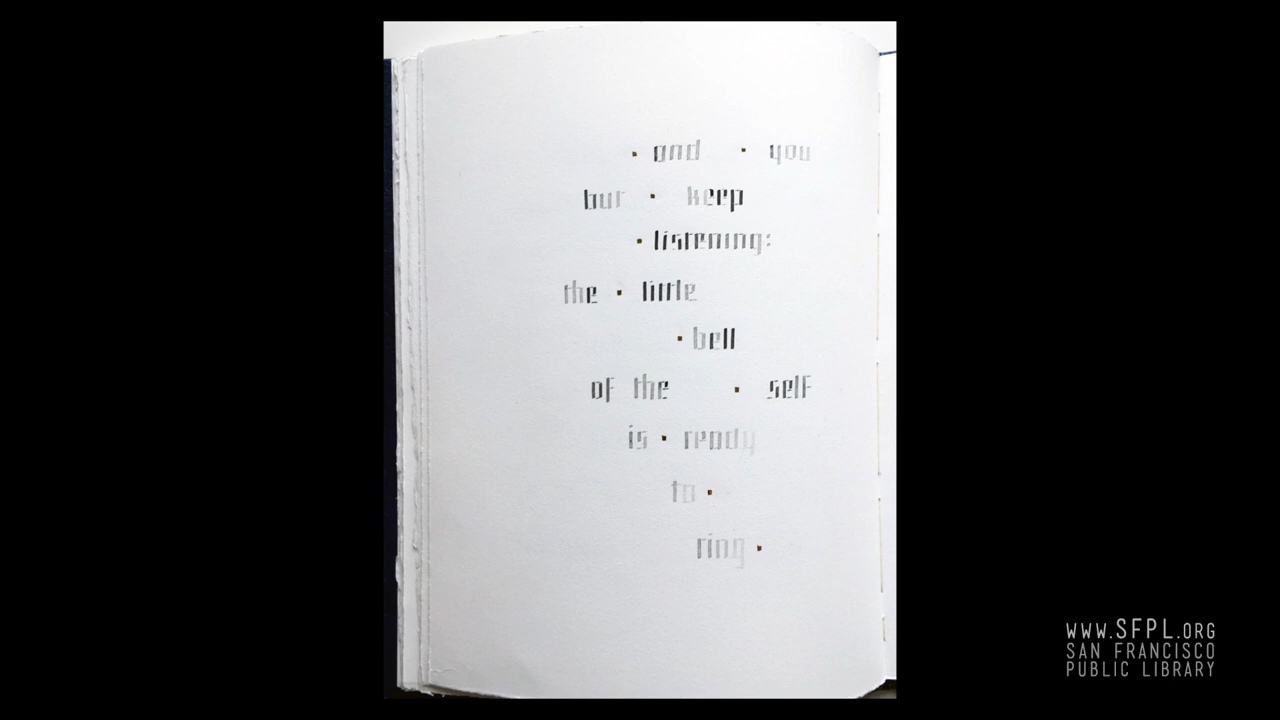 · and · you
but · keep
· listening:
the · little
· bell
of the · self
is · ready
to ·
ring ·
www.SFPL.org
San Francisco
Public Library